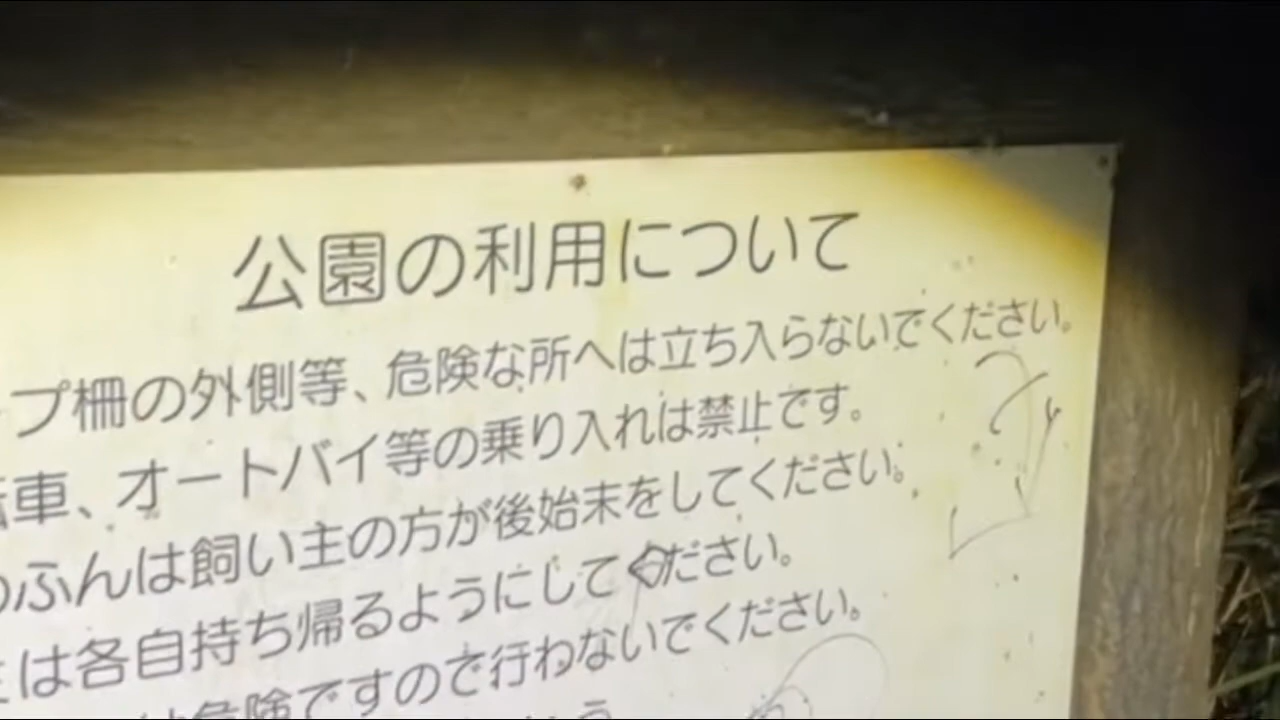 公園の利用について
プ柵の外側等、危険な所へは立ち入らないでください。
車、オートバイ等の乗り入れは禁止です。
のふんは飼い主の方が後始末をしてください。
は各自持ち帰るようにしてください。
は危険ですので行わないでください。